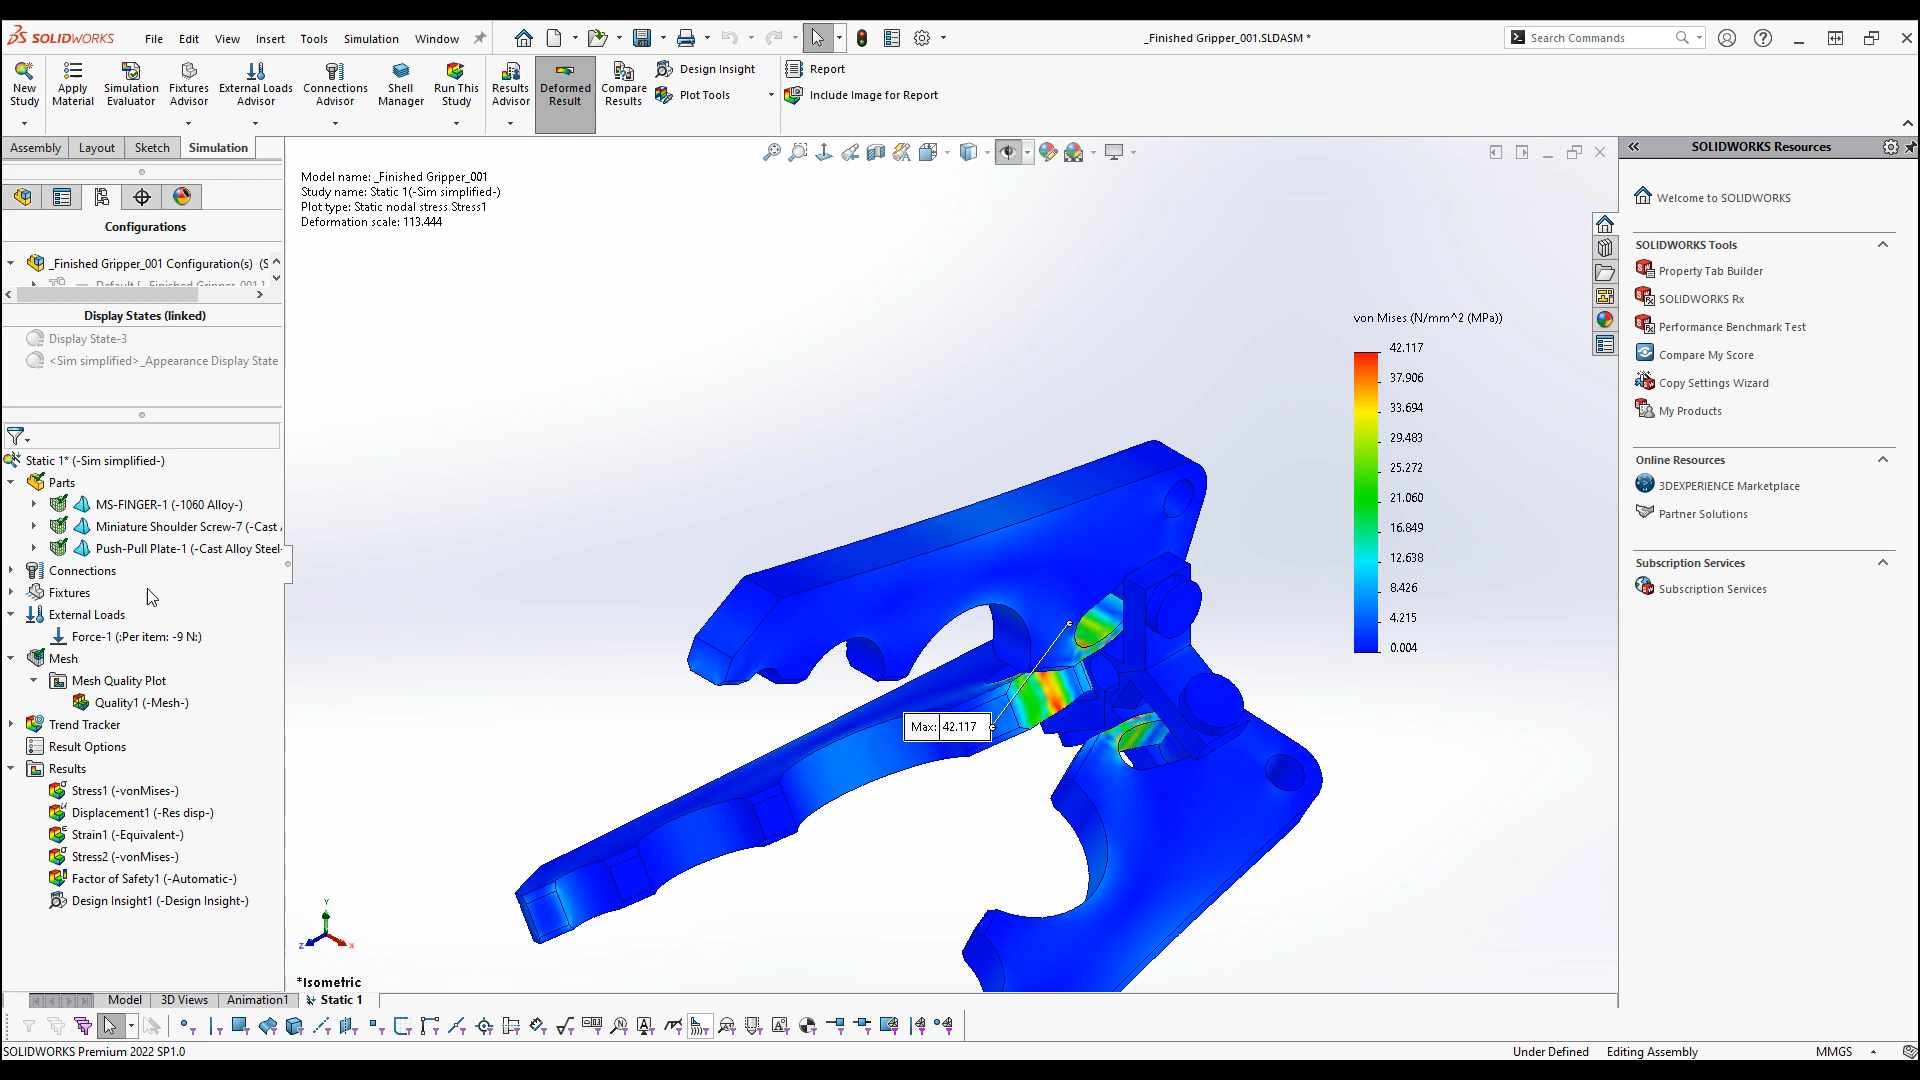 SOLIDWORKS File Edit View Insert Tools Simulation Window
_Finished Gripper_001.SLDASM *
Search Commands
New Study
Apply Material
Simulation Evaluator
Fixtures Advisor
External Loads Advisor
Connections Advisor
Shell Manager
Run This Study
Results Advisor
Deformed Result
Compare Results
Design Insight
Plot Tools
Report
Include Image for Report
Assembly Layout Sketch Simulation
Configurations
_Finished Gripper_001 Configuration(s) (S
Default [_Finished Gripper_001]
Display States (linked)
Display State-3
<Sim simplified>_Appearance Display State
Static 1* (-Sim simplified-)
Parts
MS-FINGER-1 (-1060 Alloy-)
Miniature Shoulder Screw-7 (-Cast
Push-Pull Plate-1 (-Cast Alloy Steel-
Connections
Fixtures
External Loads
Force-1 (:Per item: -9 N:)
Mesh
Mesh Quality Plot
Quality1 (-Mesh-)
Trend Tracker
Result Options
Results
Stress1 (-vonMises-)
Displacement1 (-Res disp-)
Strain1 (-Equivalent-)
Stress2 (-vonMises-)
Factor of Safety1 (-Automatic-)
Design Insight1 (-Design Insight-)
Model name: _Finished Gripper_001
Study name: Static 1(-Sim simplified-)
Plot type: Static nodal stress Stress1
Deformation scale: 113.444
von Mises (N/mm^2 (MPa))
42.117
37.906
33.694
29.483
25.272
21.060
16.849
12.638
8.426
4.215
0.004
Max: 42.117
Y
Z X
*Isometric
SOLIDWORKS Resources
Welcome to SOLIDWORKS
SOLIDWORKS Tools
Property Tab Builder
SOLIDWORKS Rx
Performance Benchmark Test
Compare My Score
Copy Settings Wizard
My Products
Online Resources
3DEXPERIENCE Marketplace
Partner Solutions
Subscription Services
Subscription Services
Model 3D Views Animation1 Static 1
SOLIDWORKS Premium 2022 SP1.0
Under Defined Editing Assembly MMGS